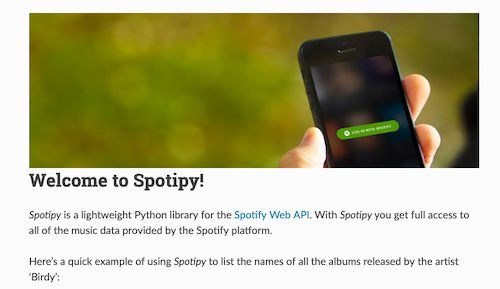 LOG IN WITH SPOTIFY
Welcome to Spotipy!
Spotipy is a lightweight Python library for the Spotify Web API. With Spotipy you get full access to
all of the music data provided by the Spotify platform.
Here's a quick example of using Spotipy to list the names of all the albums released by the artist
‘Birdy’: